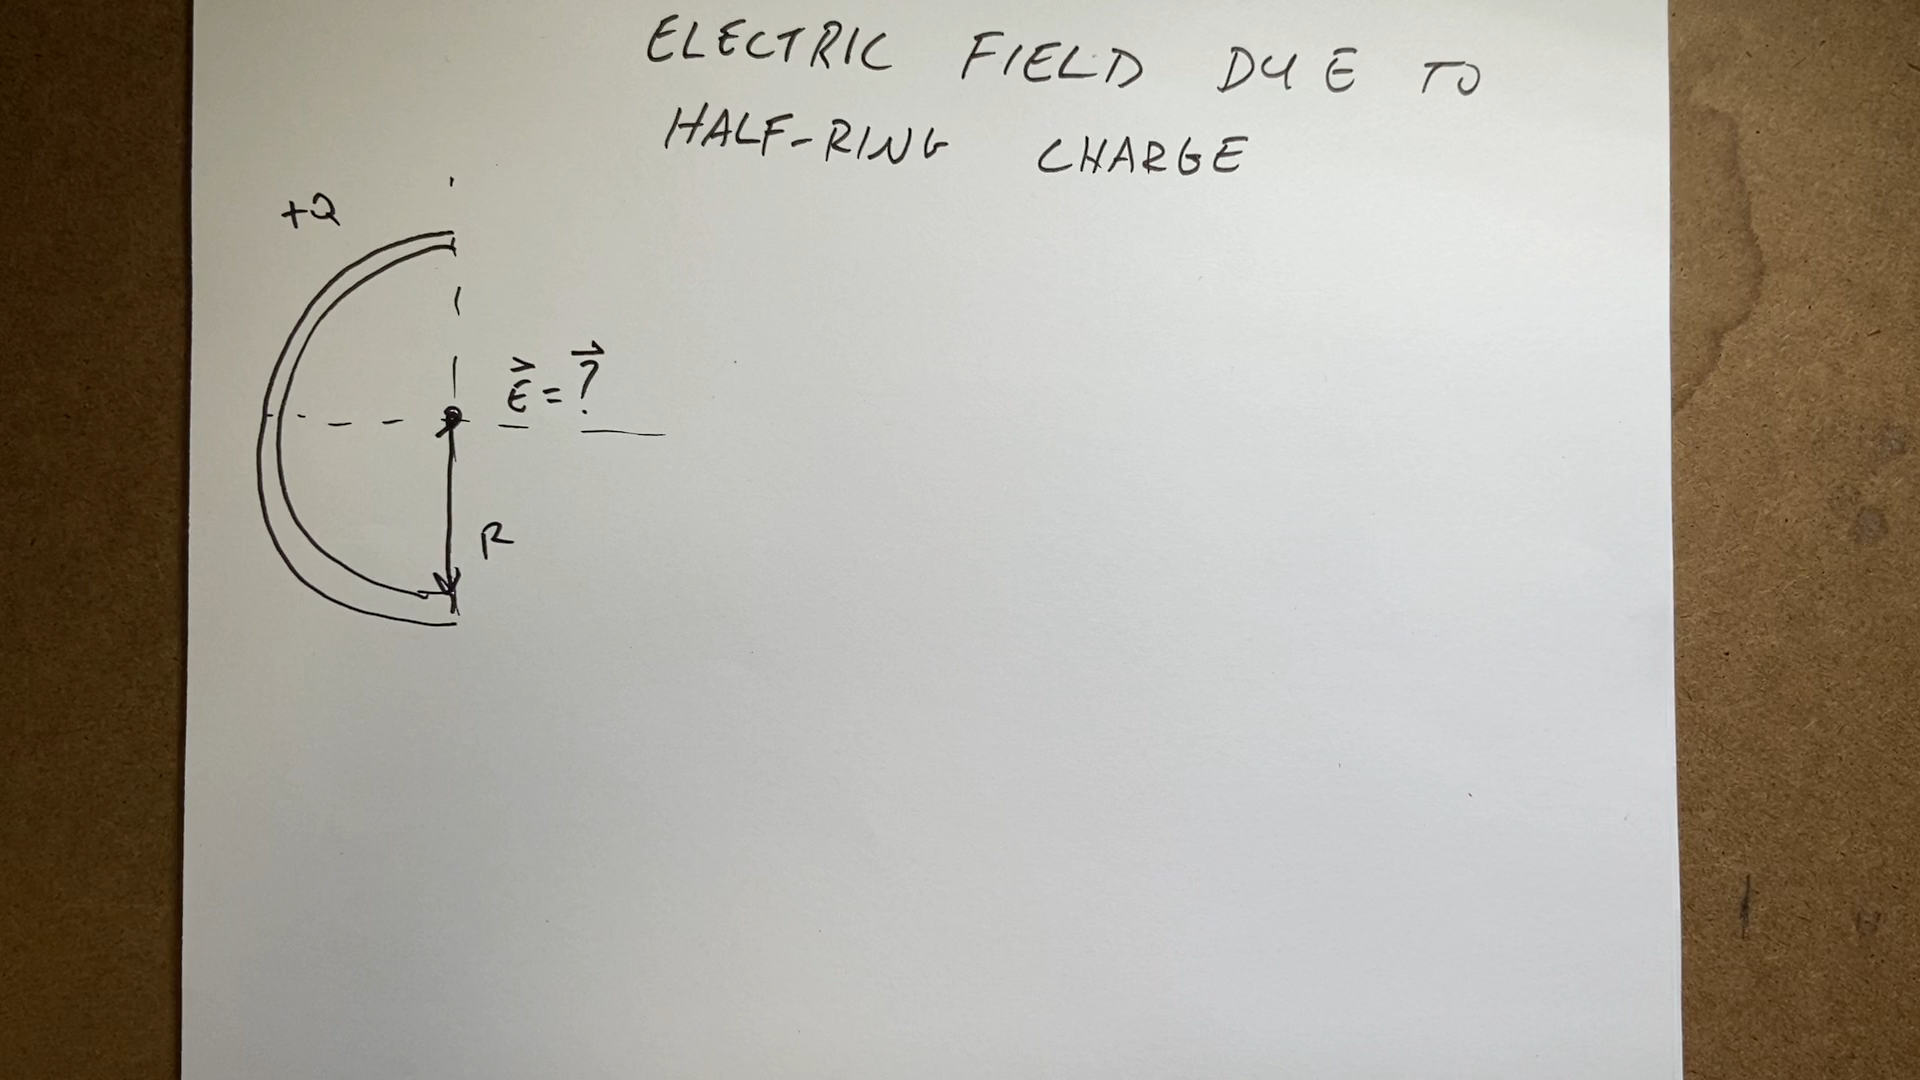 ELECTRIC FIELD DUE TO
HALF-RING CHARGE
+Q
E⃗ = ?⃗
R